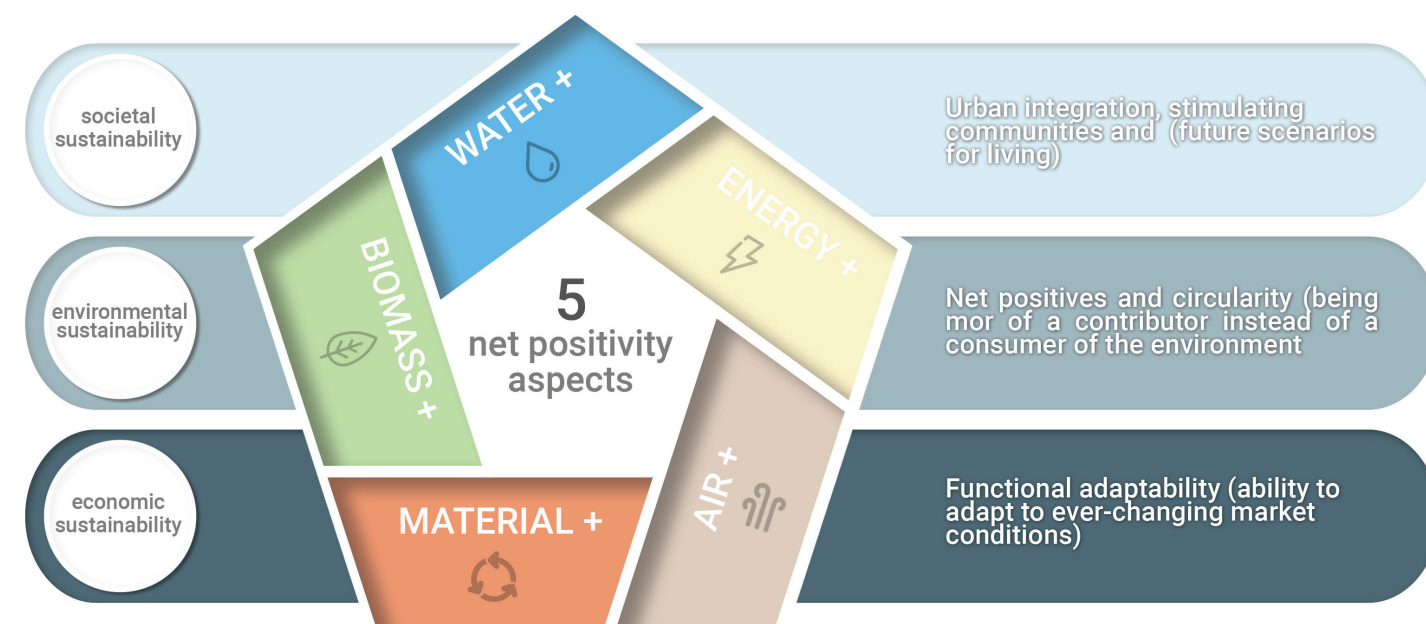 societal
sustainability
WATER +
Urban integration, stimulating
communities and (future scenarios
for living)
ENERGY +
BIOMASS +
environmental
sustainability
5
net positivity
aspects
Net positives and circularity (being
mor of a contributor instead of a
consumer of the environment
AIR +
economic
sustainability
MATERIAL +
Functional adaptability (ability to
adapt to ever-changing market
conditions)